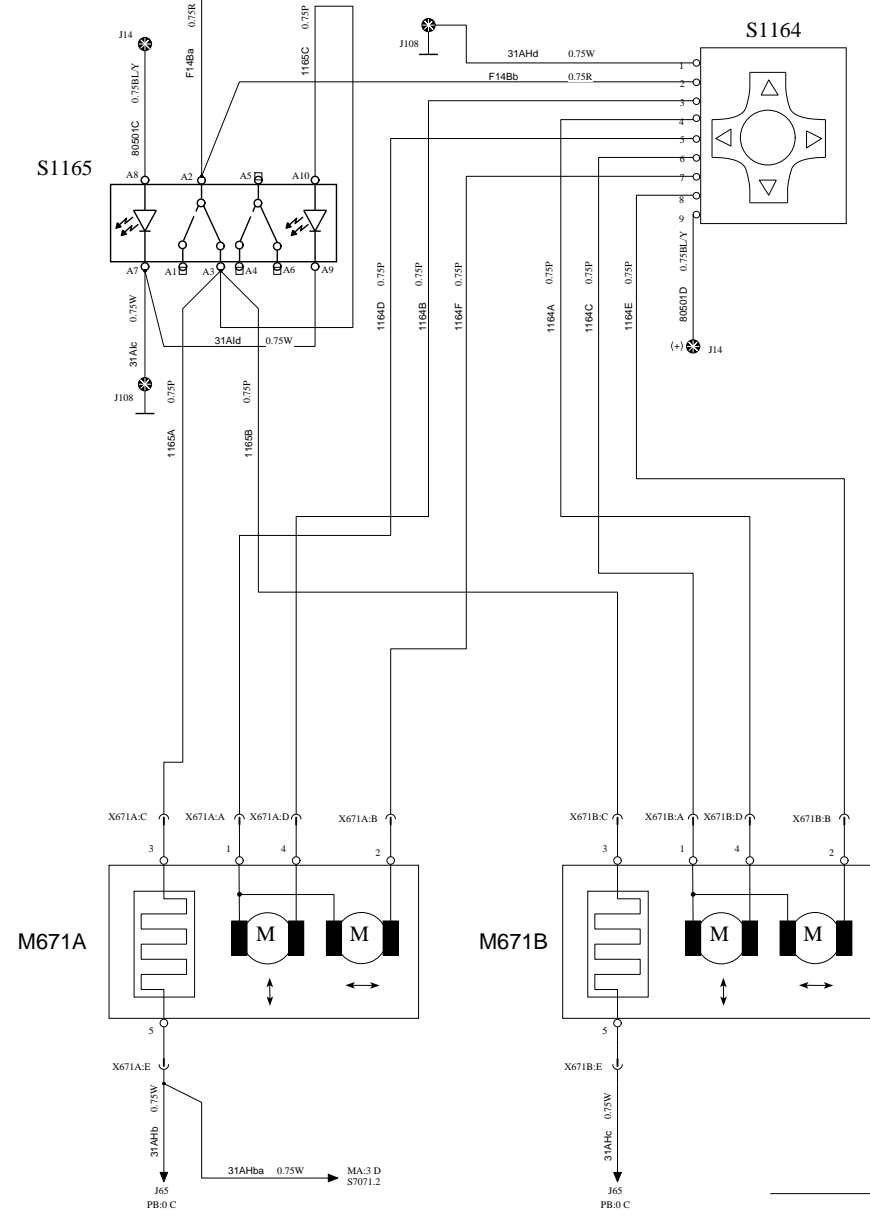 S1164
J14
J108
31AHd 0.75W
F14Bb 0.75R
0.75R
F14Ba
0.75P
1165C
0.75BL/Y
80501C
1
2
3
4
5
6
7
8
9
S1165
A8
A2
A5
A10
A7
A1
A3
A4
A6
A9
0.75W
31AIc
J108
31AId 0.75W
0.75P
1165A
0.75P
1165B
0.75P
1164D
0.75P
1164B
0.75P
1164F
0.75P
1164A
0.75P
1164C
0.75P
1164E
0.75BL/Y
80501D
(+)
J14
X671A:C
X671A:A
X671A:D
X671A:B
X671B:C
X671B:A
X671B:D
X671B:B
3
1
4
2
3
1
4
2
M671A
M
M
M671B
M
M
5
5
X671A:E
X671B:E
0.75W
31AHb
31AHba 0.75W
MA:3 D
S7071.2
0.75W
31AHc
J65
PB:0 C
J65
PB:0 C